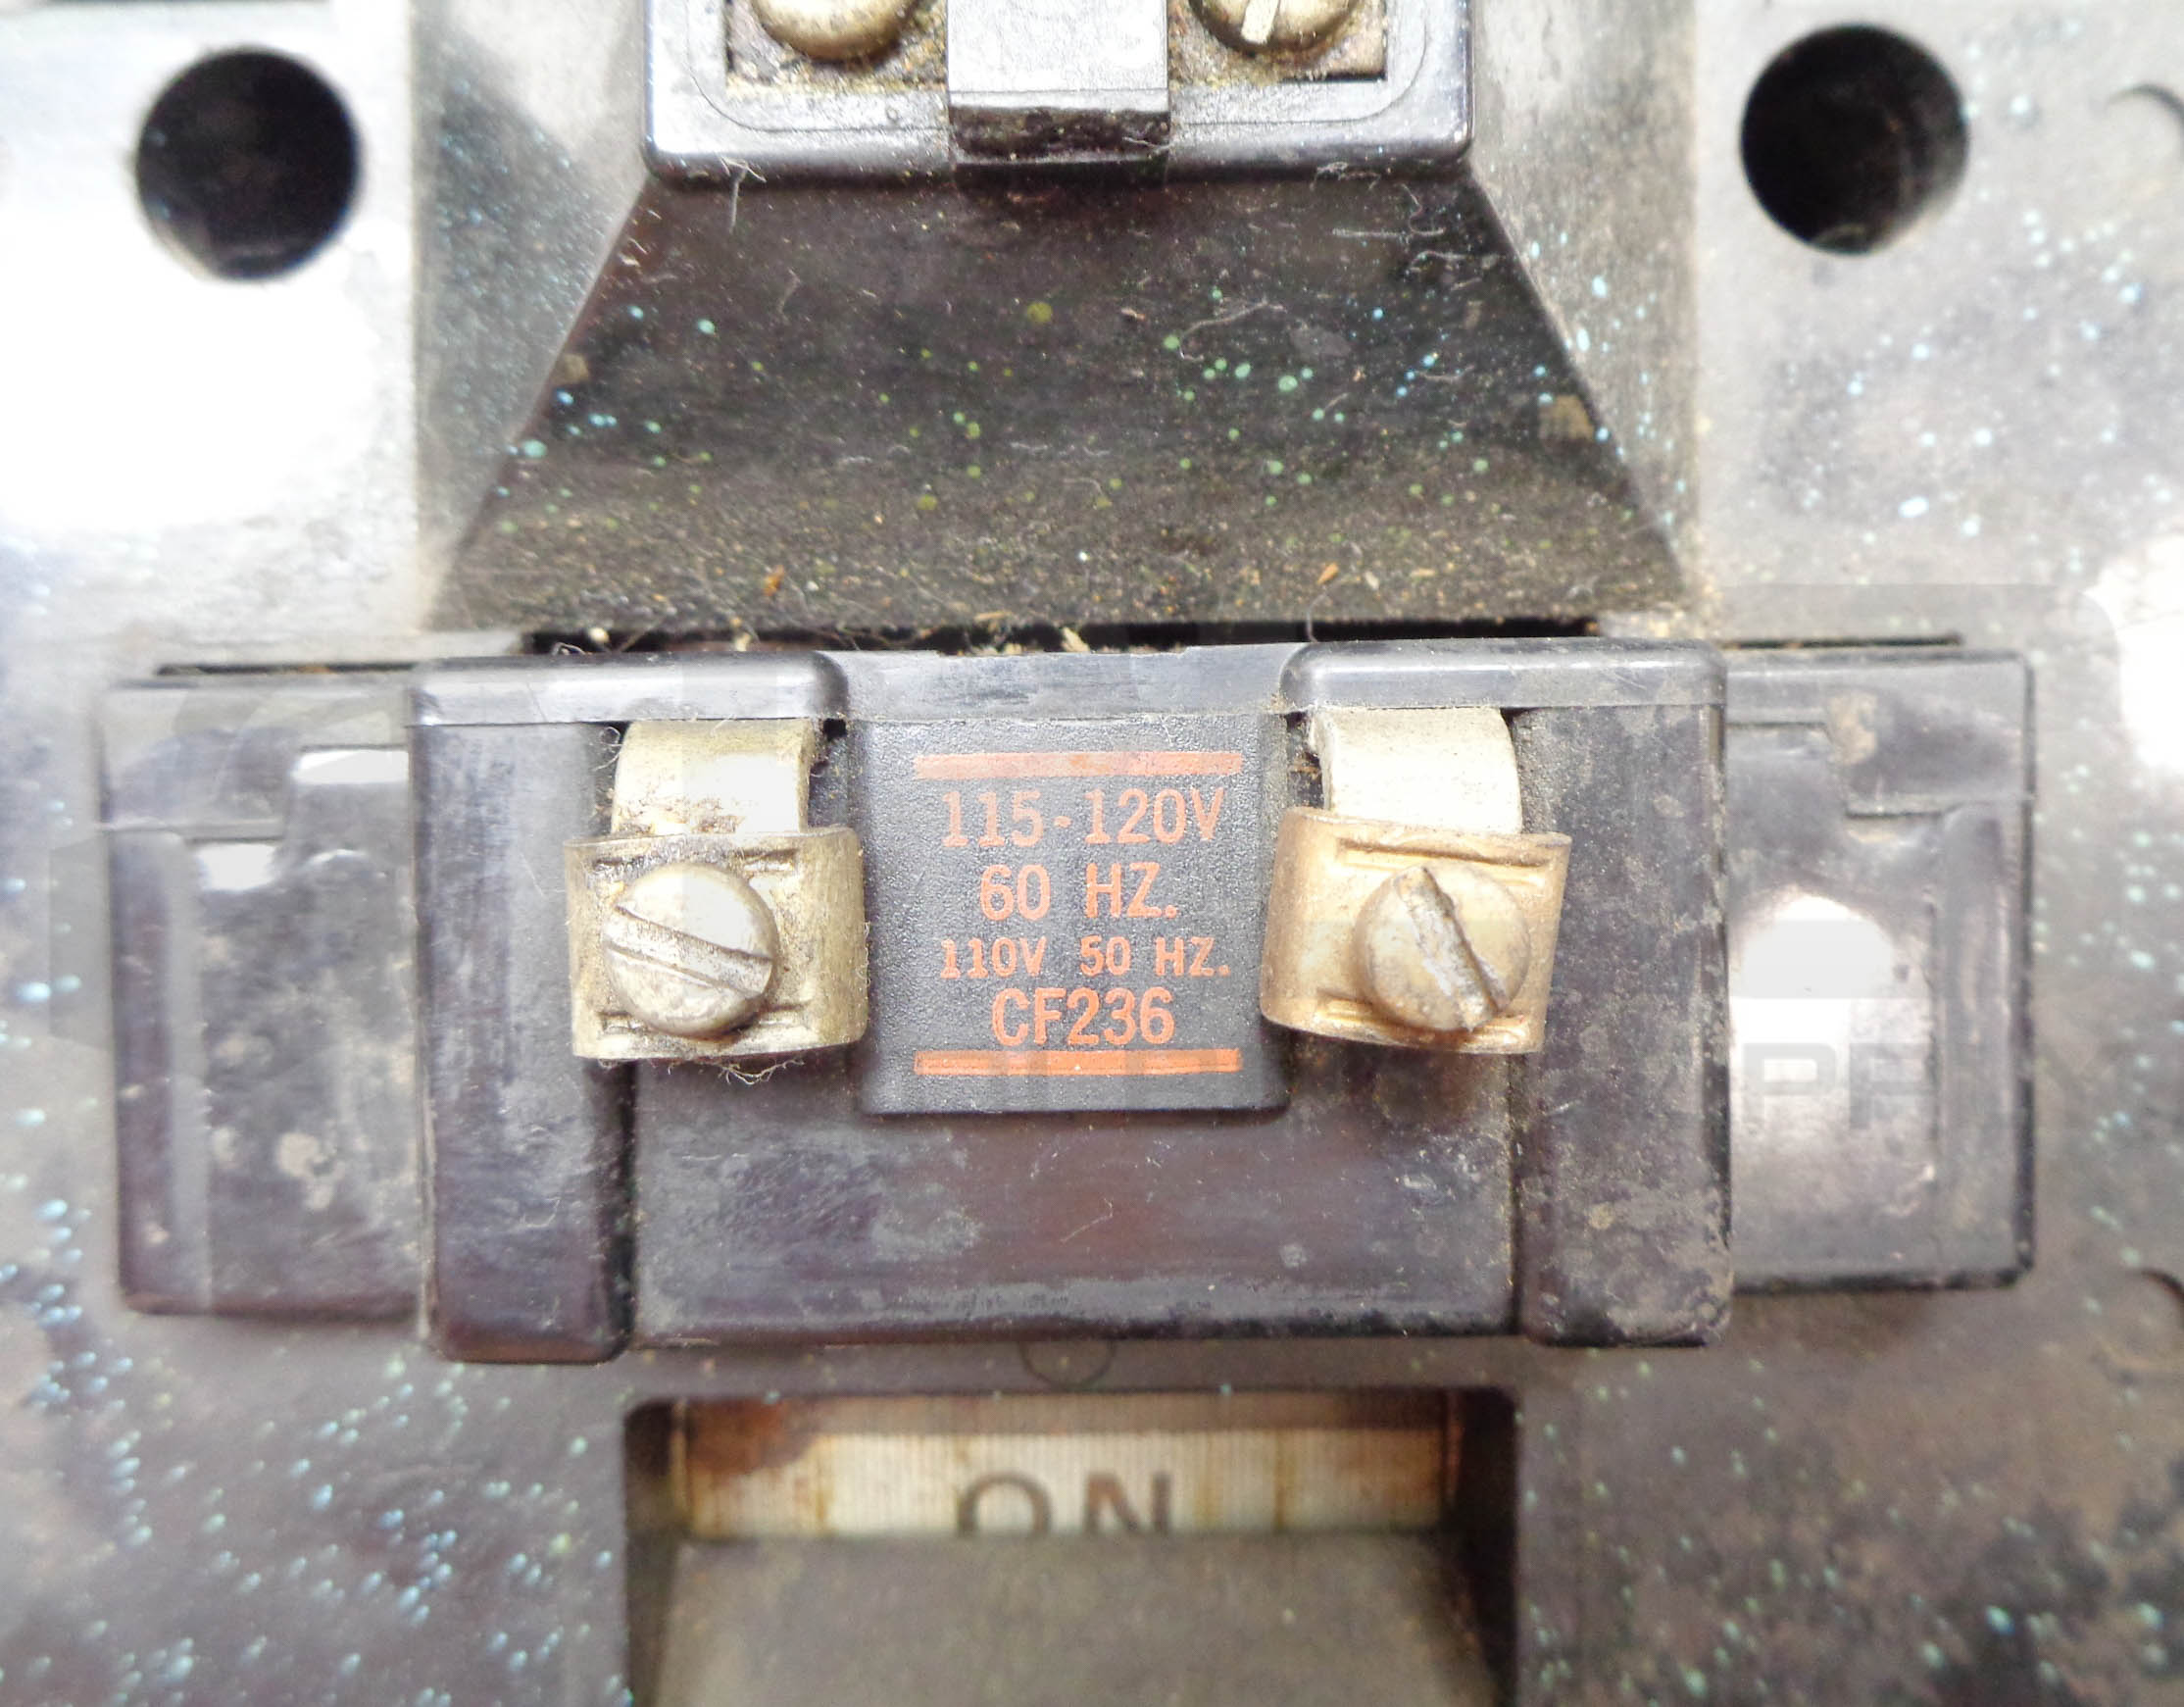 115-120V
60 HZ.
110V 50 HZ.
CF236
ON